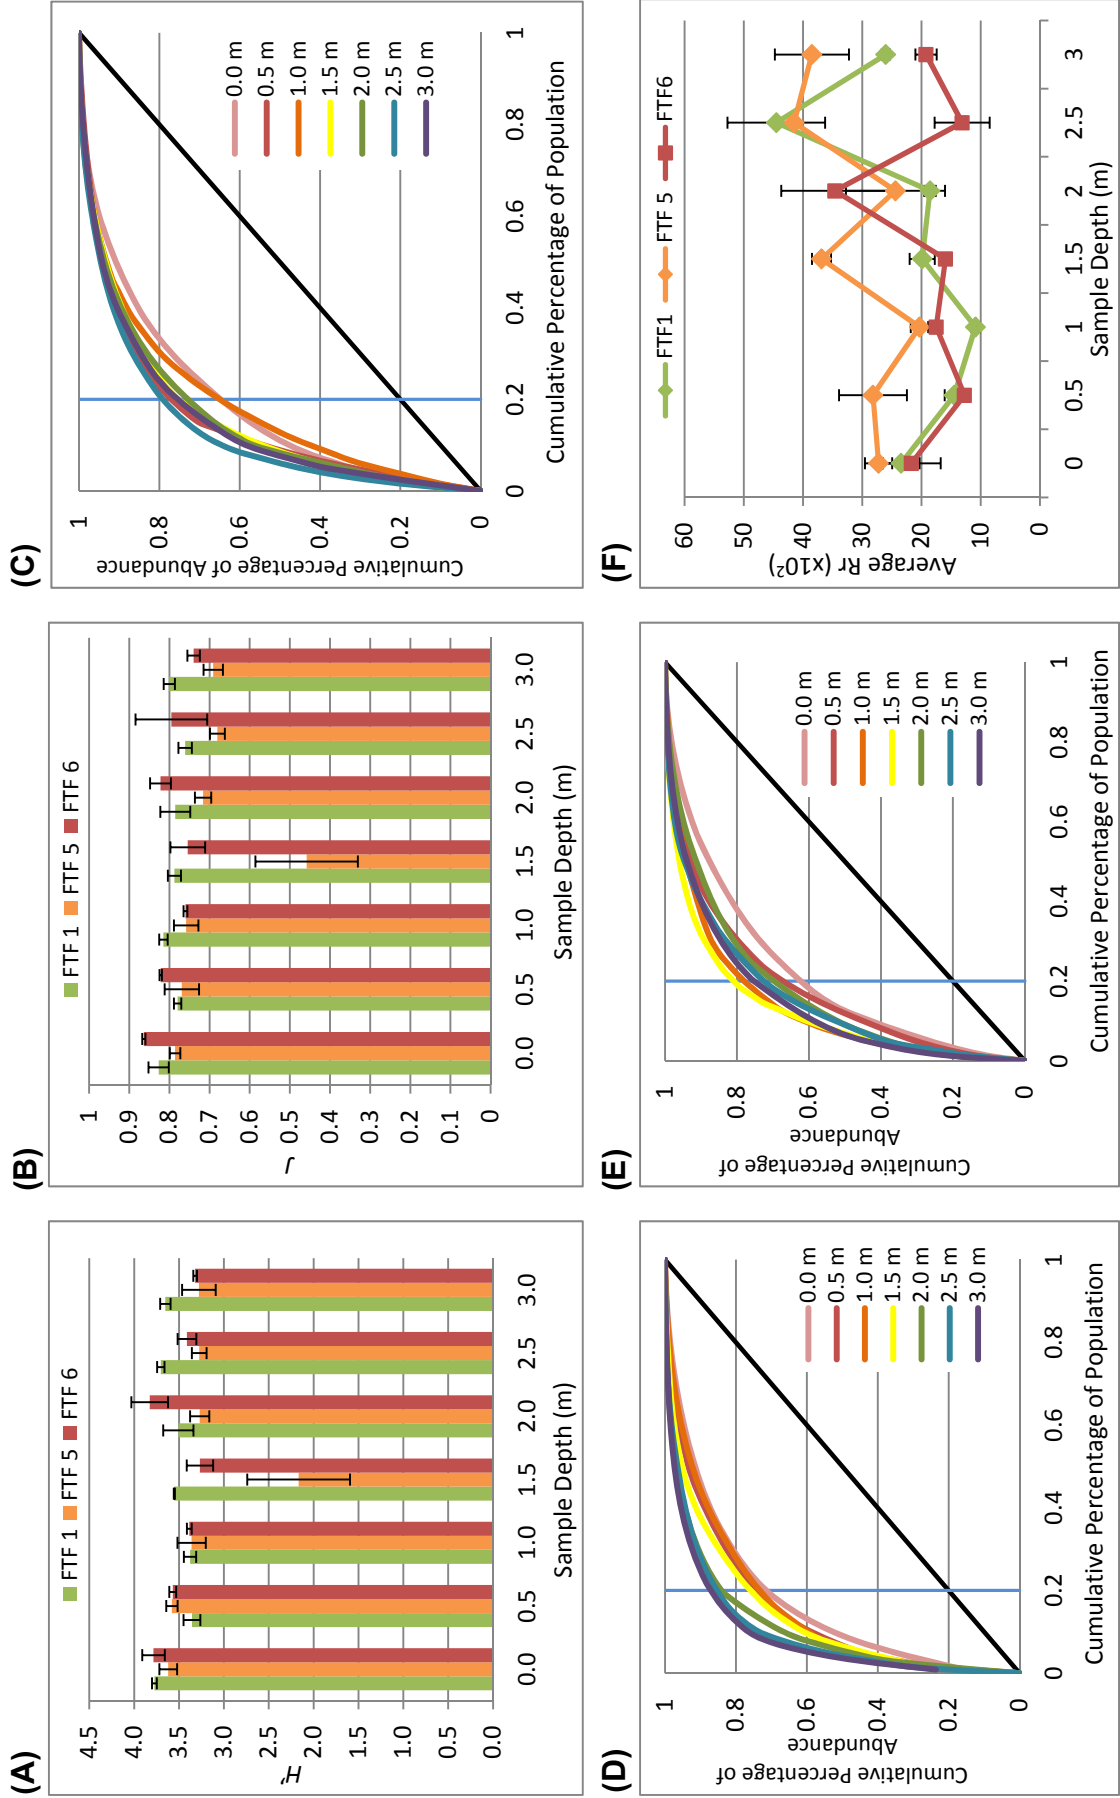 (A)
FTF 1 FTF 5 FTF 6
4.5
4.0
3.5
3.0
2.5
2.0
1.5
1.0
0.5
0.0
H'
0.0 0.5 1.0 1.5 2.0 2.5 3.0
Sample Depth (m)
(B)
FTF 1 FTF 5 FTF 6
1
0.9
0.8
0.7
0.6
0.5
0.4
0.3
0.2
0.1
0
J
0.0 0.5 1.0 1.5 2.0 2.5 3.0
Sample Depth (m)
(C)
1
0.8
0.6
0.4
0.2
0
Cumulative Percentage of Abundance
0.0 m
0.5 m
1.0 m
1.5 m
2.0 m
2.5 m
3.0 m
0 0.2 0.4 0.6 0.8 1
Cumulative Percentage of Population
(D)
1
0.8
0.6
0.4
0.2
0
Cumulative Percentage of
Abundance
0.0 m
0.5 m
1.0 m
1.5 m
2.0 m
2.5 m
3.0 m
0 0.2 0.4 0.6 0.8 1
Cumulative Percentage of Population
(E)
1
0.8
0.6
0.4
0.2
0
Cumulative Percentage of
Abundance
0.0 m
0.5 m
1.0 m
1.5 m
2.0 m
2.5 m
3.0 m
0 0.2 0.4 0.6 0.8 1
Cumulative Percentage of Population
(F)
FTF1 FTF 5 FTF6
60
50
40
30
20
10
0
Average Rr (x10²)
0 0.5 1 1.5 2 2.5 3
Sample Depth (m)